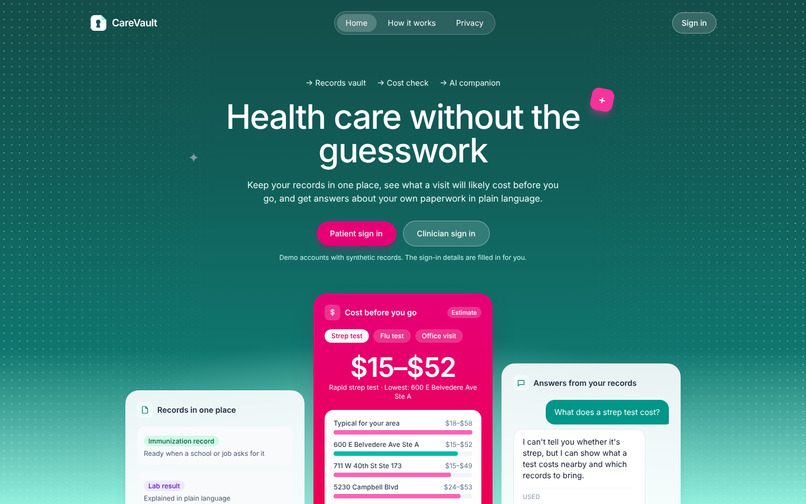 CareVault
Home
How it works
Privacy
Sign in
→ Records vault
→ Cost check
→ AI companion
Health care without the
guesswork
Keep your records in one place, see what a visit will likely cost before you
go, and get answers about your own paperwork in plain language.
Patient sign in
Clinician sign in
Demo accounts with synthetic records. The sign-in details are filled in for you.
Records in one place
Immunization record
Ready when a school or job asks for it
Lab result
Explained in plain language
$
Cost before you go
Estimate
Strep test
Flu test
Office visit
$15–$52
Rapid strep test · Lowest: 600 E Belvedere Ave
Ste A
Typical for your area
$18–$58
600 E Belvedere Ave Ste A
$15–$52
711 W 40th St Ste 173
$15–$49
5230 Campbell Blvd
$24–$53
Answers from your records
What does a strep test cost?
I can't tell you whether it's
strep, but I can show what a
test costs nearby and which
records to bring.
USED